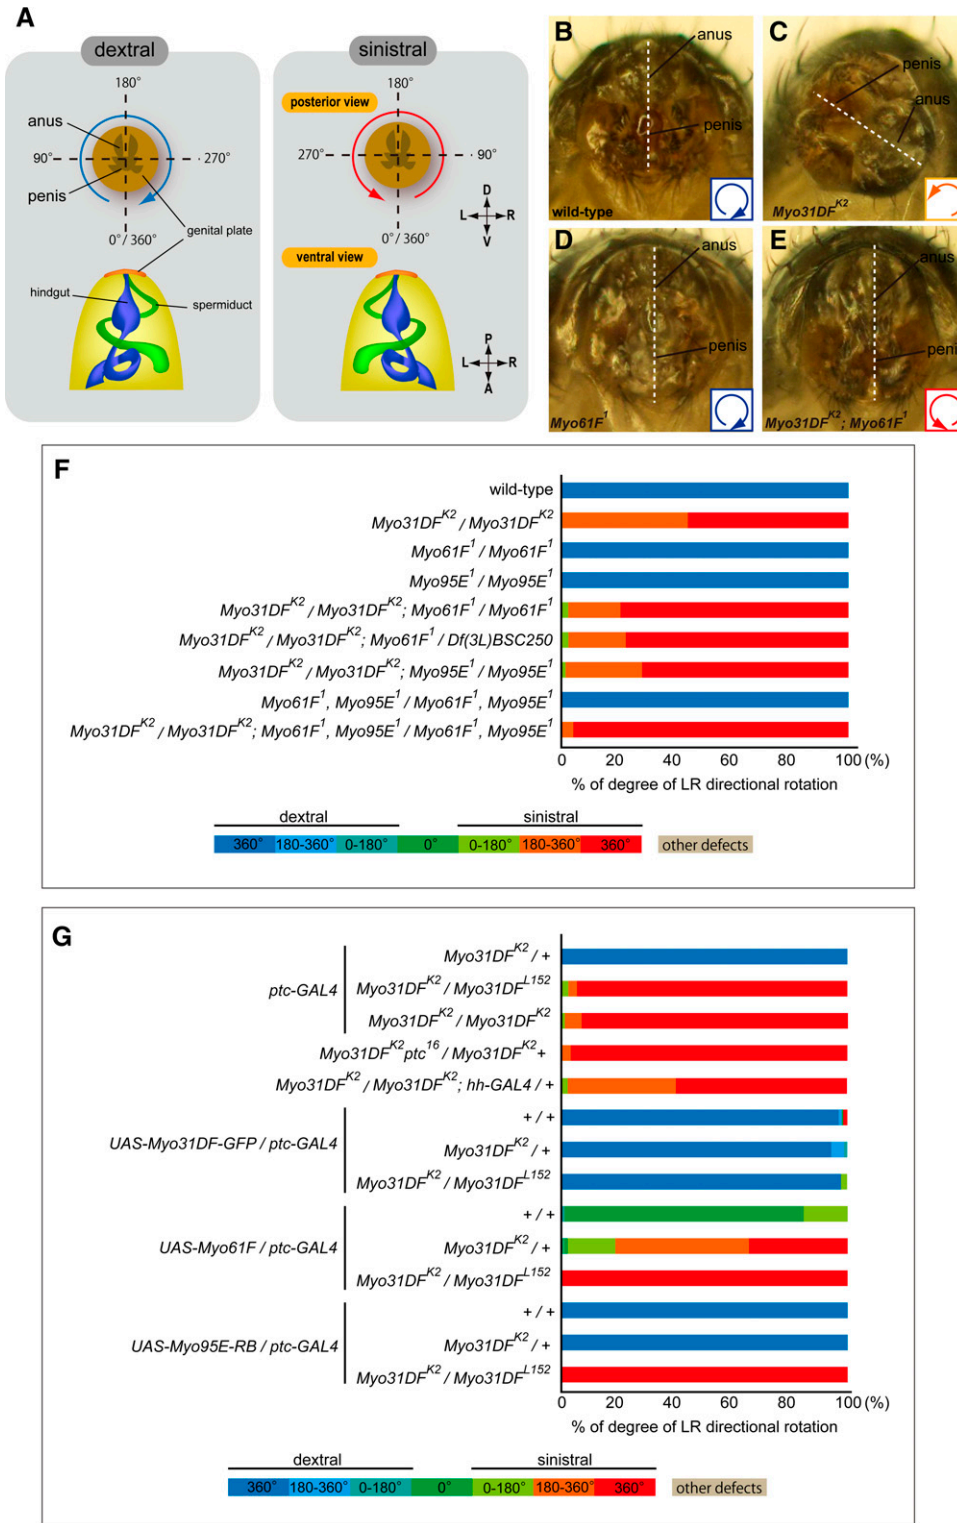 A
dextral
sinistral
180°
180°
posterior view
anus
90°
270°
270°
90°
penis
D
L R
V
0°/360°
genital plate
0°/360°
ventral view
hindgut
spermiduct
P
L R
A
B
anus
penis
wild-type
C
penis
anus
Myo31DF^K2
D
anus
penis
Myo61F^1
E
anus
penis
Myo31DF^K2; Myo61F^1
F
wild-type
Myo31DF^K2 / Myo31DF^K2
Myo61F^1 / Myo61F^1
Myo95E^1 / Myo95E^1
Myo31DF^K2 / Myo31DF^K2; Myo61F^1 / Myo61F^1
Myo31DF^K2 / Myo31DF^K2; Myo61F^1 / Df(3L)BSC250
Myo31DF^K2 / Myo31DF^K2; Myo95E^1 / Myo95E^1
Myo61F^1, Myo95E^1 / Myo61F^1, Myo95E^1
Myo31DF^K2 / Myo31DF^K2; Myo61F^1, Myo95E^1 / Myo61F^1, Myo95E^1
0 20 40 60 80 100 (%)
% of degree of LR directional rotation
dextral sinistral
360° 180-360° 0-180° 0° 0-180° 180-360° 360° other defects
G
ptc-GAL4
Myo31DF^K2 / +
Myo31DF^K2 / Myo31DF^L152
Myo31DF^K2 / Myo31DF^K2
Myo31DF^K2 ptc^16 / Myo31DF^K2 +
Myo31DF^K2 / Myo31DF^K2; hh-GAL4 / +
UAS-Myo31DF-GFP / ptc-GAL4
+ / +
Myo31DF^K2 / +
Myo31DF^K2 / Myo31DF^L152
UAS-Myo61F / ptc-GAL4
+ / +
Myo31DF^K2 / +
Myo31DF^K2 / Myo31DF^L152
UAS-Myo95E-RB / ptc-GAL4
+ / +
Myo31DF^K2 / +
Myo31DF^K2 / Myo31DF^L152
0 20 40 60 80 100 (%)
% of degree of LR directional rotation
dextral sinistral
360° 180-360° 0-180° 0° 0-180° 180-360° 360° other defects